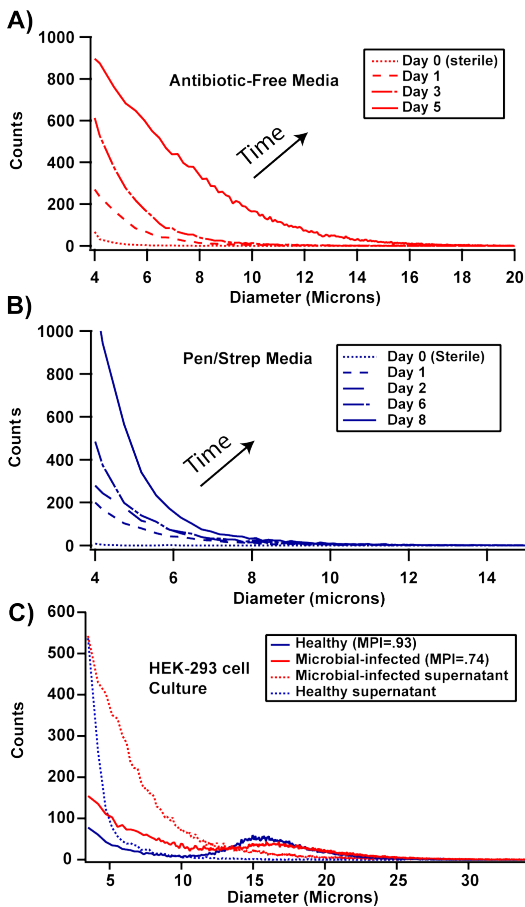 A)
1000
800
600
400
200
0
Counts
Antibiotic-Free Media
Time
Day 0 (sterile)
Day 1
Day 3
Day 5
4 6 8 10 12 14 16 18 20
Diameter (Microns)
B)
1000
800
600
400
200
0
Counts
Pen/Strep Media
Time
Day 0 (Sterile)
Day 1
Day 2
Day 6
Day 8
4 6 8 10 12 14
Diameter (microns)
C)
600
500
400
300
200
100
0
Counts
HEK-293 cell
Culture
Healthy (MPI=.93)
Microbial-infected (MPI=.74)
Microbial-infected supernatant
Healthy supernatant
5 10 15 20 25 30
Diameter (Microns)